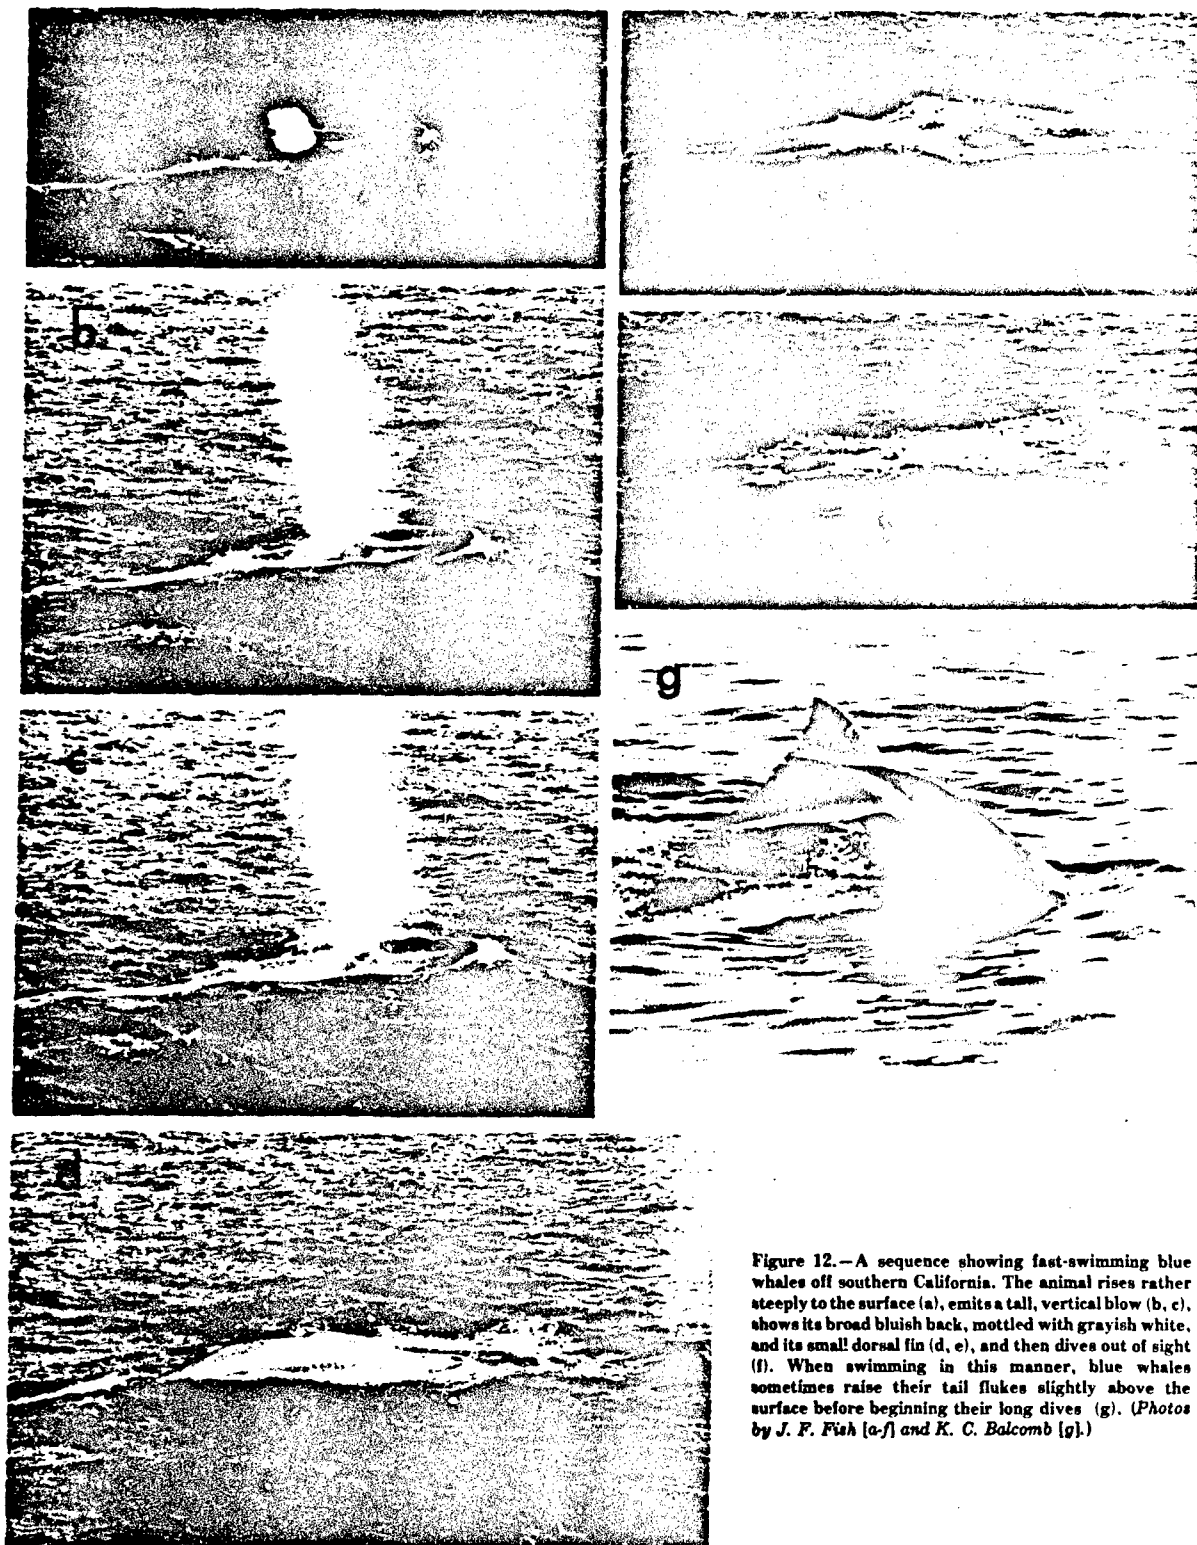 b
c
d
g
Figure 12.—A sequence showing fast-swimming blue
whales off southern California. The animal rises rather
steeply to the surface (a), emits a tall, vertical blow (b, c),
shows its broad bluish back, mottled with grayish white,
and its small dorsal fin (d, e), and then dives out of sight
(f). When swimming in this manner, blue whales
sometimes raise their tail flukes slightly above the
surface before beginning their long dives (g). (Photos
by J. F. Fish [a-f] and K. C. Balcomb [g].)